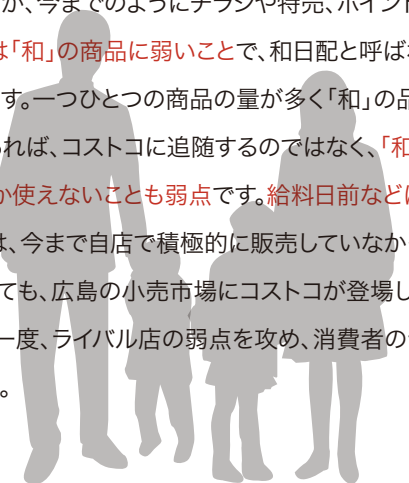 が、今までのようにチラシや特売、ポイント
は「和」の商品に弱いことで、和日配と呼ば
す。一つひとつの商品の量が多く「和」の品
れば、コストコに追随するのではなく、「和
か使えないことも弱点です。給料日前などに
は、今まで自店で積極的に販売していなか
ても、広島の小売市場にコストコが登場し
一度、ライバル店の弱点を攻め、消費者の
。